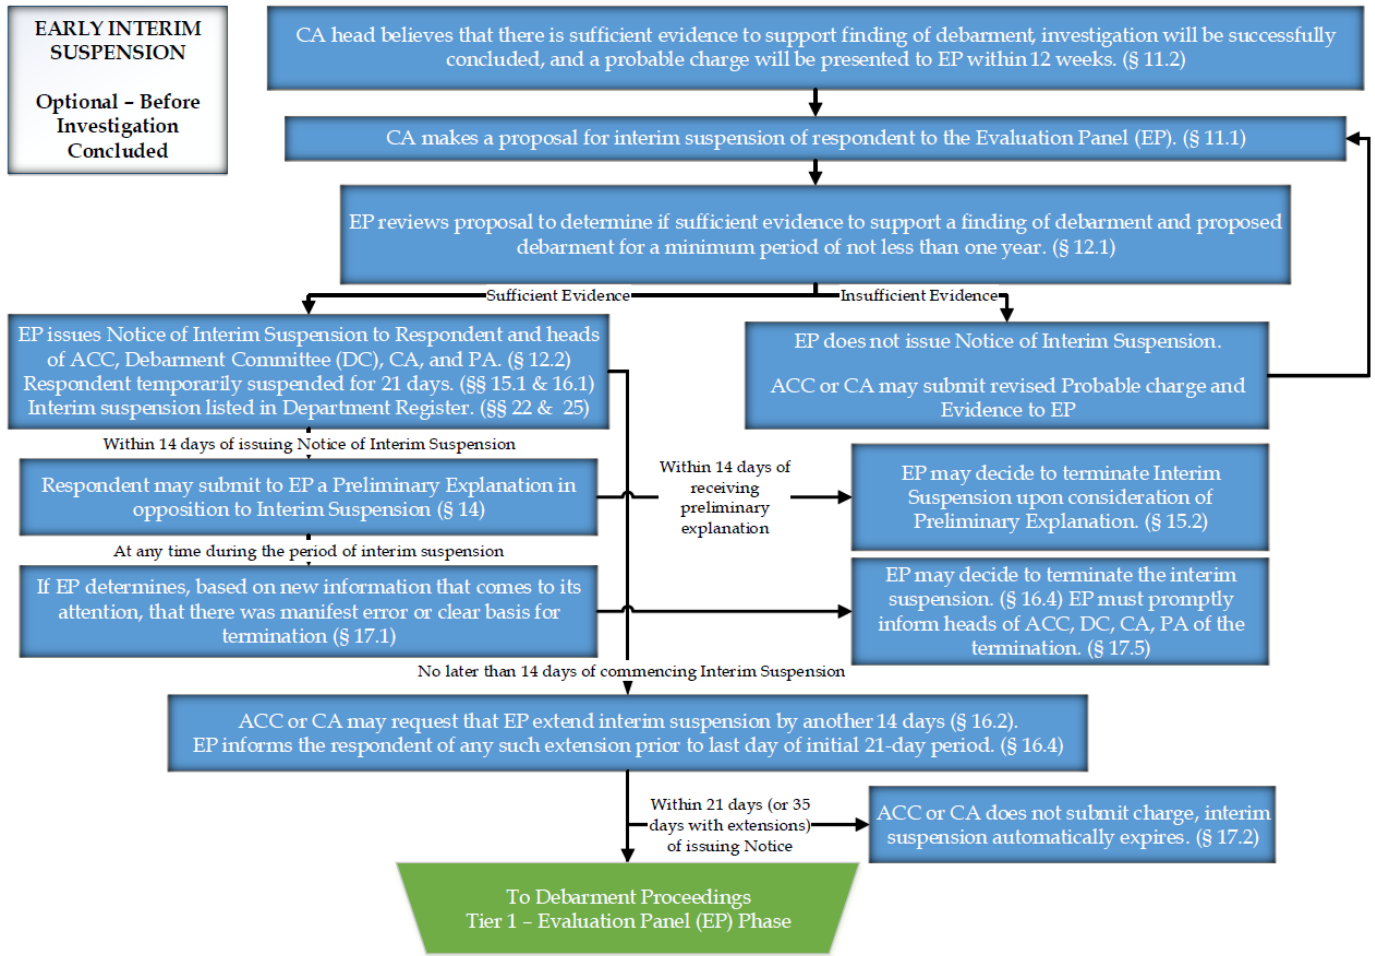 EARLY INTERIM
SUSPENSION
Optional – Before
Investigation
Concluded
CA head believes that there is sufficient evidence to support finding of debarment, investigation will be successfully
concluded, and a probable charge will be presented to EP within 12 weeks. (§ 11.2)
CA makes a proposal for interim suspension of respondent to the Evaluation Panel (EP). (§ 11.1)
EP reviews proposal to determine if sufficient evidence to support a finding of debarment and proposed
debarment for a minimum period of not less than one year. (§ 12.1)
Sufficient Evidence
Insufficient Evidence
EP issues Notice of Interim Suspension to Respondent and heads
of ACC, Debarment Committee (DC), CA, and PA. (§ 12.2)
Respondent temporarily suspended for 21 days. (§§ 15.1 & 16.1)
Interim suspension listed in Department Register. (§§ 22 & 25)
EP does not issue Notice of Interim Suspension.
ACC or CA may submit revised Probable charge and
Evidence to EP
Within 14 days of issuing Notice of Interim Suspension
Respondent may submit to EP a Preliminary Explanation in
opposition to Interim Suspension (§ 14)
Within 14 days of
receiving
preliminary
explanation
EP may decide to terminate Interim
Suspension upon consideration of
Preliminary Explanation. (§ 15.2)
At any time during the period of interim suspension
If EP determines, based on new information that comes to its
attention, that there was manifest error or clear basis for
termination (§ 17.1)
EP may decide to terminate the interim
suspension. (§ 16.4) EP must promptly
inform heads of ACC, DC, CA, PA of the
termination. (§ 17.5)
No later than 14 days of commencing Interim Suspension
ACC or CA may request that EP extend interim suspension by another 14 days (§ 16.2).
EP informs the respondent of any such extension prior to last day of initial 21-day period. (§ 16.4)
Within 21 days (or 35
days with extensions)
of issuing Notice
ACC or CA does not submit charge, interim
suspension automatically expires. (§ 17.2)
To Debarment Proceedings
Tier 1 – Evaluation Panel (EP) Phase